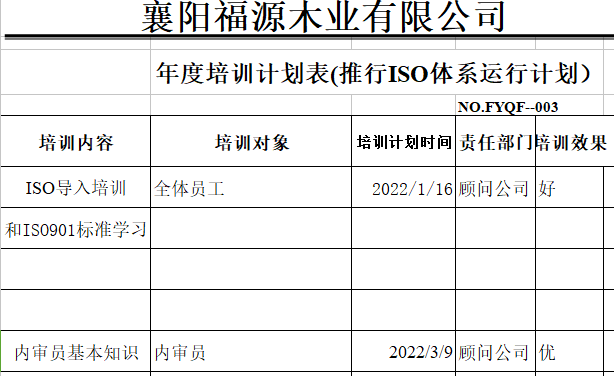 襄阳福源木业有限公司
年度培训计划表(推行ISO体系运行计划）
NO.FYQF--003
培训内容 培训对象 培训计划时间 责任部门 培训效果
ISO导入培训 全体员工 2022/1/16 顾问公司 好
和ISO901标准学习
内审员基本知识 内审员 2022/3/9 顾问公司 优